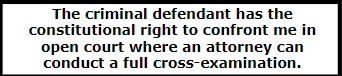 The criminal defendant has the
constitutional right to confront me in
open court where an attorney can
conduct a full cross-examination.